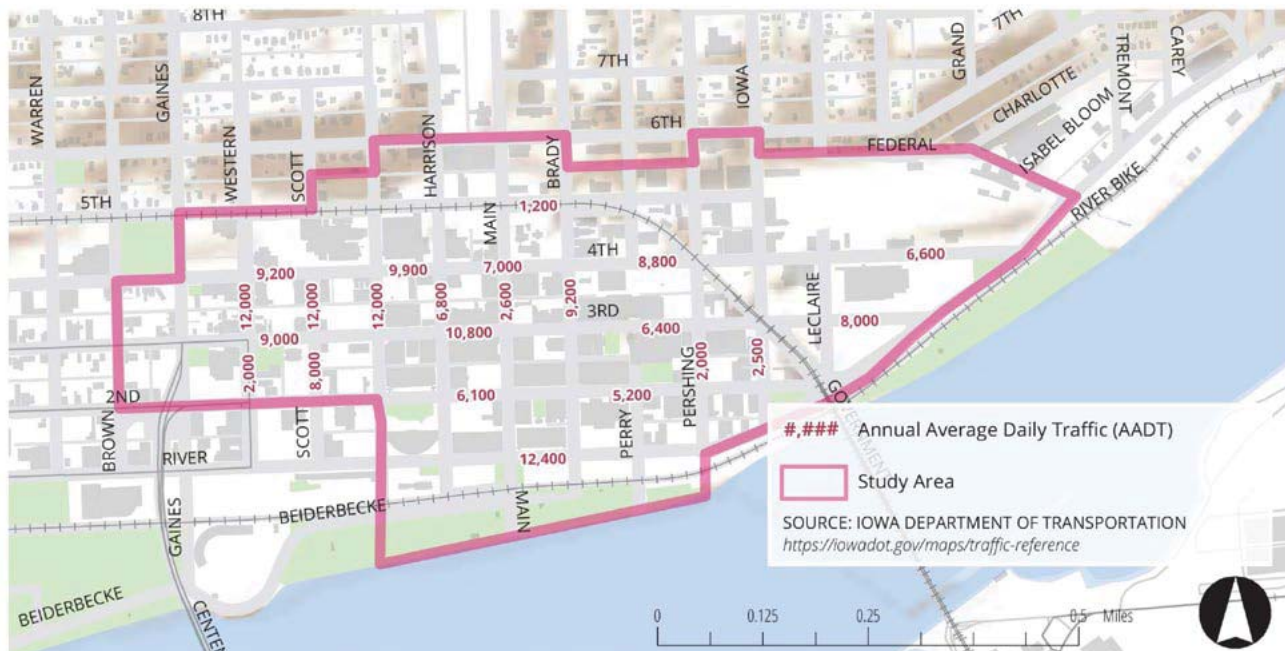 8TH
7TH
7TH
WARREN
GAINES
WESTERN
SCOTT
HARRISON
BRADY
6TH
IOWA
GRAND
CHARLOTTE
TREMONT
CAREY
FEDERAL
ISABEL BLOOM
RIVER BIKE
5TH
1,200
MAIN
4TH
9,200
9,900
7,000
8,800
6,600
12,000
12,000
12,000
6,800
2,600
9,200
3RD
9,000
10,800
6,400
8,000
LECLAIRE
2,000
8,000
2,000
2,500
PERSHING
2ND
6,100
5,200
BROWN
SCOTT
PERRY
GOVERNMENT
RIVER
12,400
GAINES
BEIDERBECKE
MAIN
BEIDERBECKE
CENTEN
#,### Annual Average Daily Traffic (AADT)
Study Area
SOURCE: IOWA DEPARTMENT OF TRANSPORTATION
https://iowadot.gov/maps/traffic-reference
0 0.125 0.25 0.5 Miles